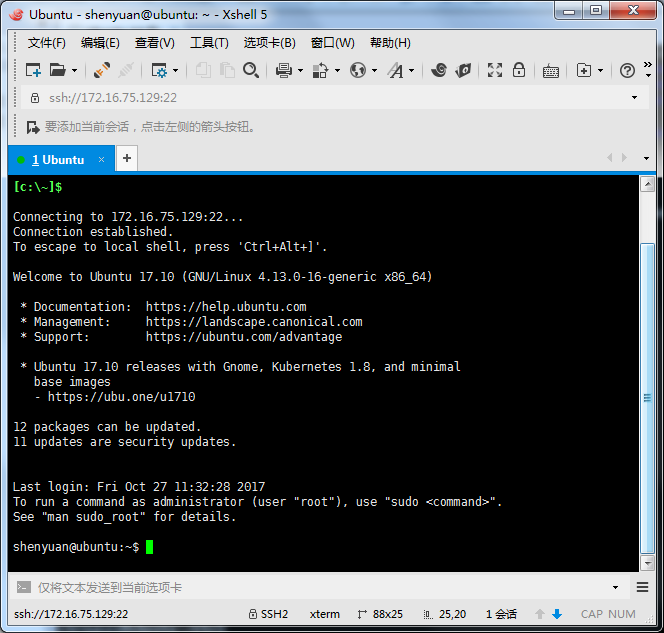 Ubuntu - shenyuan@ubuntu: ~ - Xshell 5
文件(F) 编辑(E) 查看(V) 工具(T) 选项卡(B) 窗口(W) 帮助(H)
ssh://172.16.75.129:22
要添加当前会话，点击左侧的箭头按钮。
1 Ubuntu × +
[c:\~]$
Connecting to 172.16.75.129:22...
Connection established.
To escape to local shell, press 'Ctrl+Alt+]'.
Welcome to Ubuntu 17.10 (GNU/Linux 4.13.0-16-generic x86_64)
* Documentation:  https://help.ubuntu.com
* Management:     https://landscape.canonical.com
* Support:        https://ubuntu.com/advantage
* Ubuntu 17.10 releases with Gnome, Kubernetes 1.8, and minimal
base images
- https://ubu.one/u1710
12 packages can be updated.
11 updates are security updates.
Last login: Fri Oct 27 11:32:28 2017
To run a command as administrator (user "root"), use "sudo <command>".
See "man sudo_root" for details.
shenyuan@ubuntu:~$
仅将文本发送到当前选项卡
ssh://172.16.75.129:22 SSH2 xterm 88x25 25,20 1 会话 CAP NUM